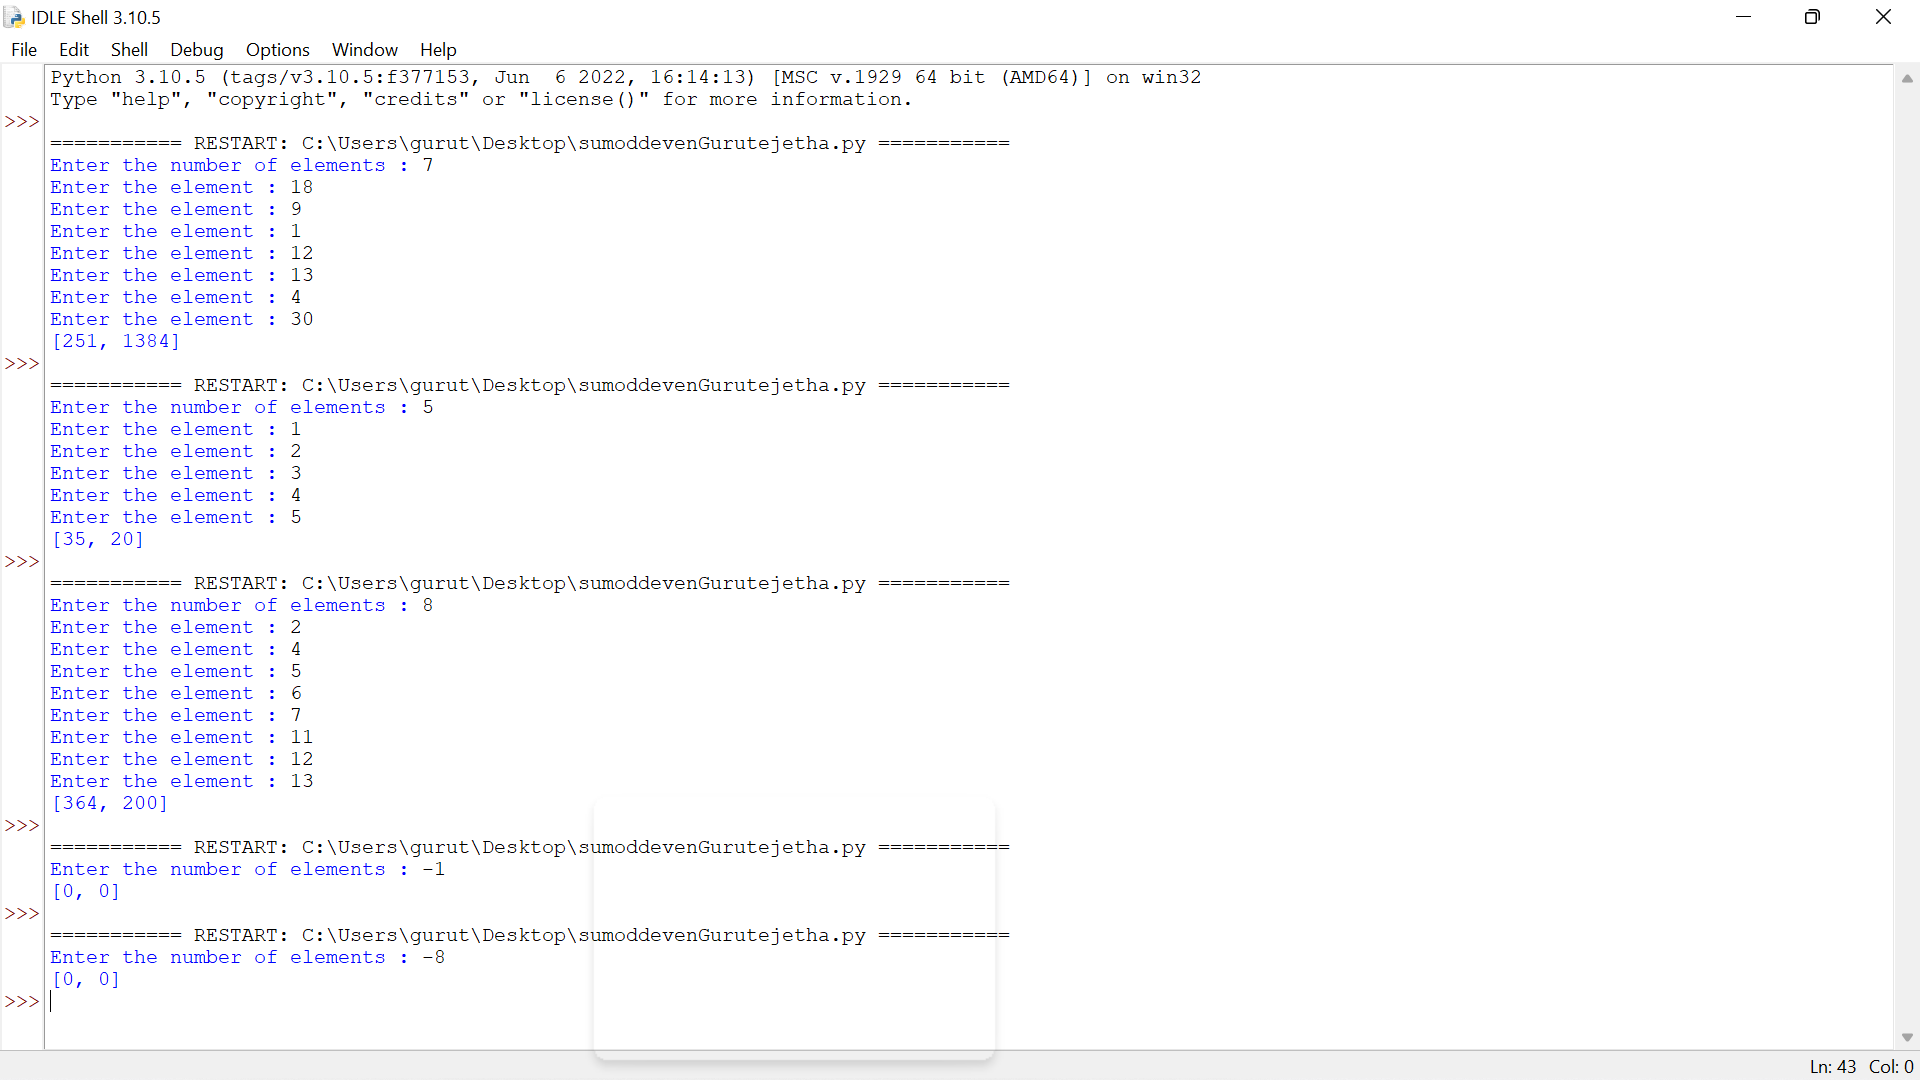 IDLE Shell 3.10.5
File Edit Shell Debug Options Window Help
Python 3.10.5 (tags/v3.10.5:f377153, Jun  6 2022, 16:14:13) [MSC v.1929 64 bit (AMD64)] on win32
Type "help", "copyright", "credits" or "license()" for more information.
>>>
=========== RESTART: C:\Users\gurut\Desktop\sumoddevenGurutejetha.py ===========
Enter the number of elements : 7
Enter the element : 18
Enter the element : 9
Enter the element : 1
Enter the element : 12
Enter the element : 13
Enter the element : 4
Enter the element : 30
[251, 1384]
>>>
=========== RESTART: C:\Users\gurut\Desktop\sumoddevenGurutejetha.py ===========
Enter the number of elements : 5
Enter the element : 1
Enter the element : 2
Enter the element : 3
Enter the element : 4
Enter the element : 5
[35, 20]
>>>
=========== RESTART: C:\Users\gurut\Desktop\sumoddevenGurutejetha.py ===========
Enter the number of elements : 8
Enter the element : 2
Enter the element : 4
Enter the element : 5
Enter the element : 6
Enter the element : 7
Enter the element : 11
Enter the element : 12
Enter the element : 13
[364, 200]
>>>
=========== RESTART: C:\Users\gurut\Desktop\sumoddevenGurutejetha.py ===========
Enter the number of elements : -1
[0, 0]
>>>
=========== RESTART: C:\Users\gurut\Desktop\sumoddevenGurutejetha.py ===========
Enter the number of elements : -8
[0, 0]
>>>
Ln: 43 Col: 0